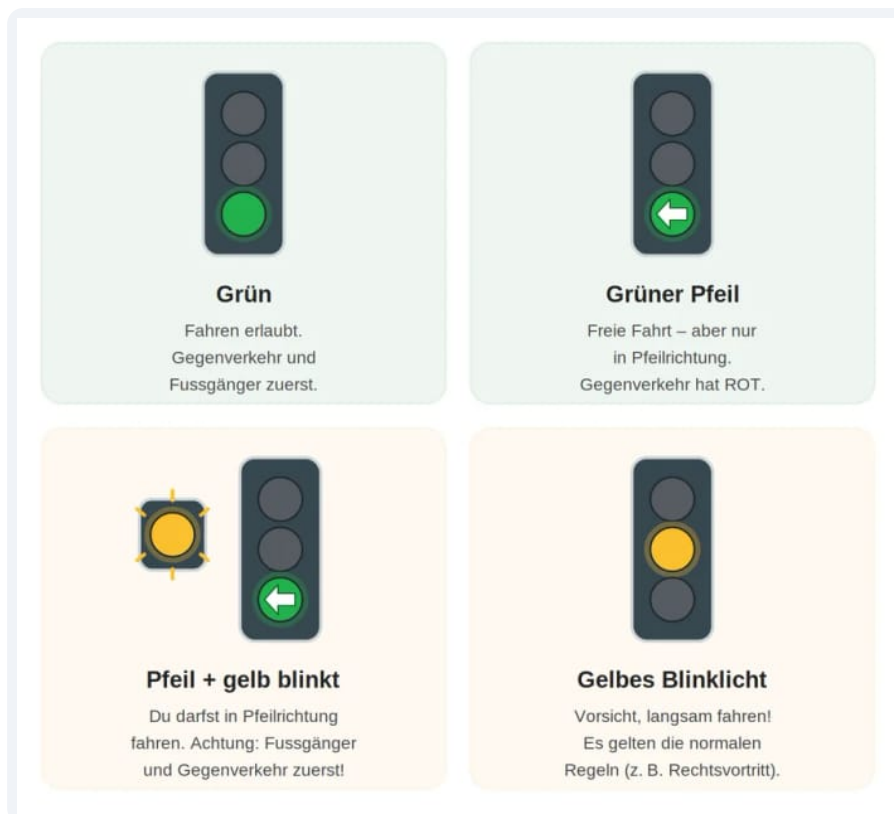 Grün
Fahren erlaubt.
Gegenverkehr und
Fussgänger zuerst.
Grüner Pfeil
Freie Fahrt – aber nur
in Pfeilrichtung.
Gegenverkehr hat ROT.
Pfeil + gelb blinkt
Du darfst in Pfeilrichtung
fahren. Achtung: Fussgänger
und Gegenverkehr zuerst!
Gelbes Blinklicht
Vorsicht, langsam fahren!
Es gelten die normalen
Regeln (z. B. Rechtsvortritt).